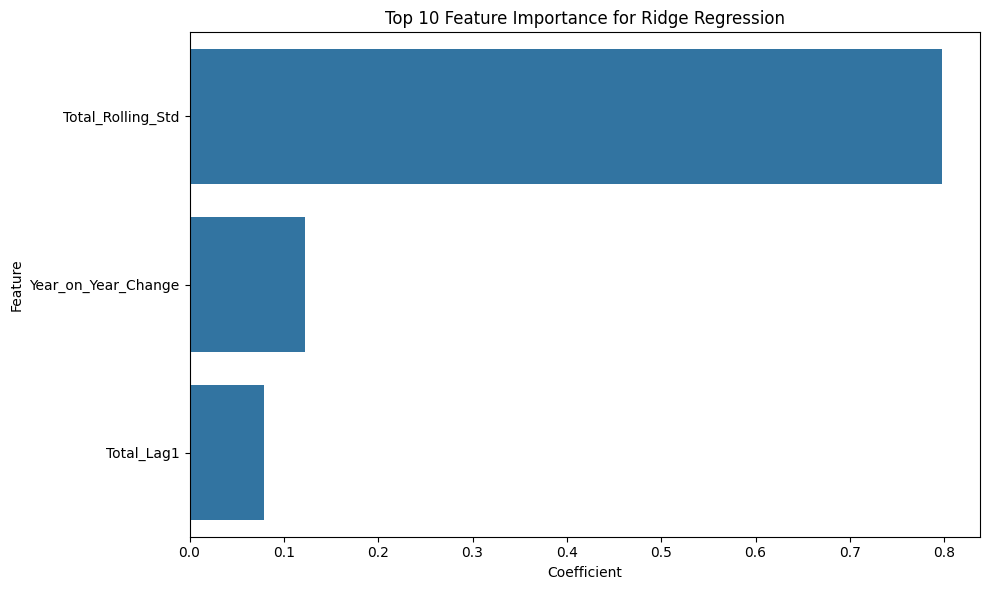 Top 10 Feature Importance for Ridge Regression
Feature
Total_Rolling_Std
Year_on_Year_Change
Total_Lag1
0.0 0.1 0.2 0.3 0.4 0.5 0.6 0.7 0.8
Coefficient